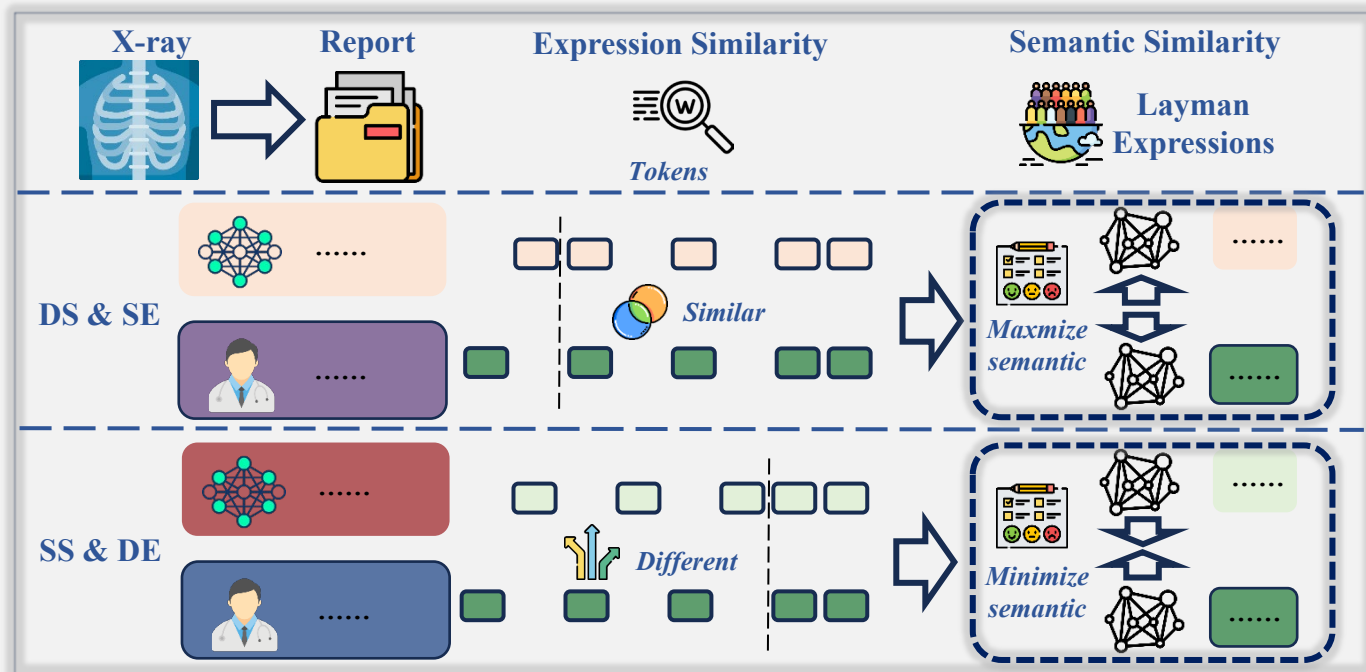 X-ray
Report
Expression Similarity
Semantic Similarity
W
Tokens
Layman
Expressions
DS & SE
......
......
Similar
Maxmize
semantic
......
......
SS & DE
......
......
Different
Minimize
semantic
......
......